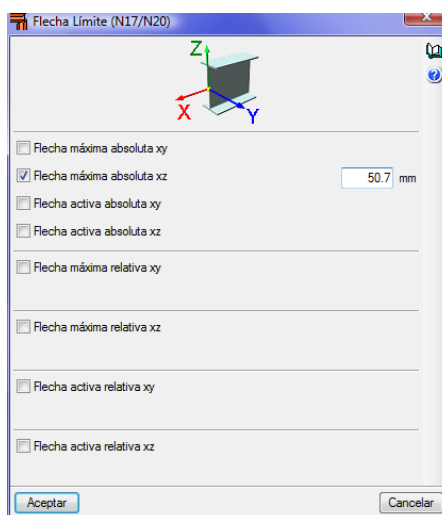 Flecha Límite (N17/N20)
Z
X
Y
Flecha máxima absoluta xy
Flecha máxima absoluta xz 50.7 mm
Flecha activa absoluta xy
Flecha activa absoluta xz
Flecha máxima relativa xy
Flecha máxima relativa xz
Flecha activa relativa xy
Flecha activa relativa xz
Aceptar Cancelar